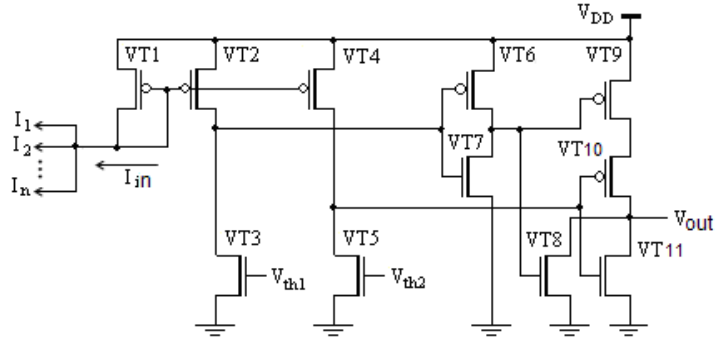 VDD
VT1 VT2 VT4 VT6 VT9
I1
I2
In
Iin
VT7
VT10
VT3 VT5 VT8 Vout
VT11
Vth1 Vth2